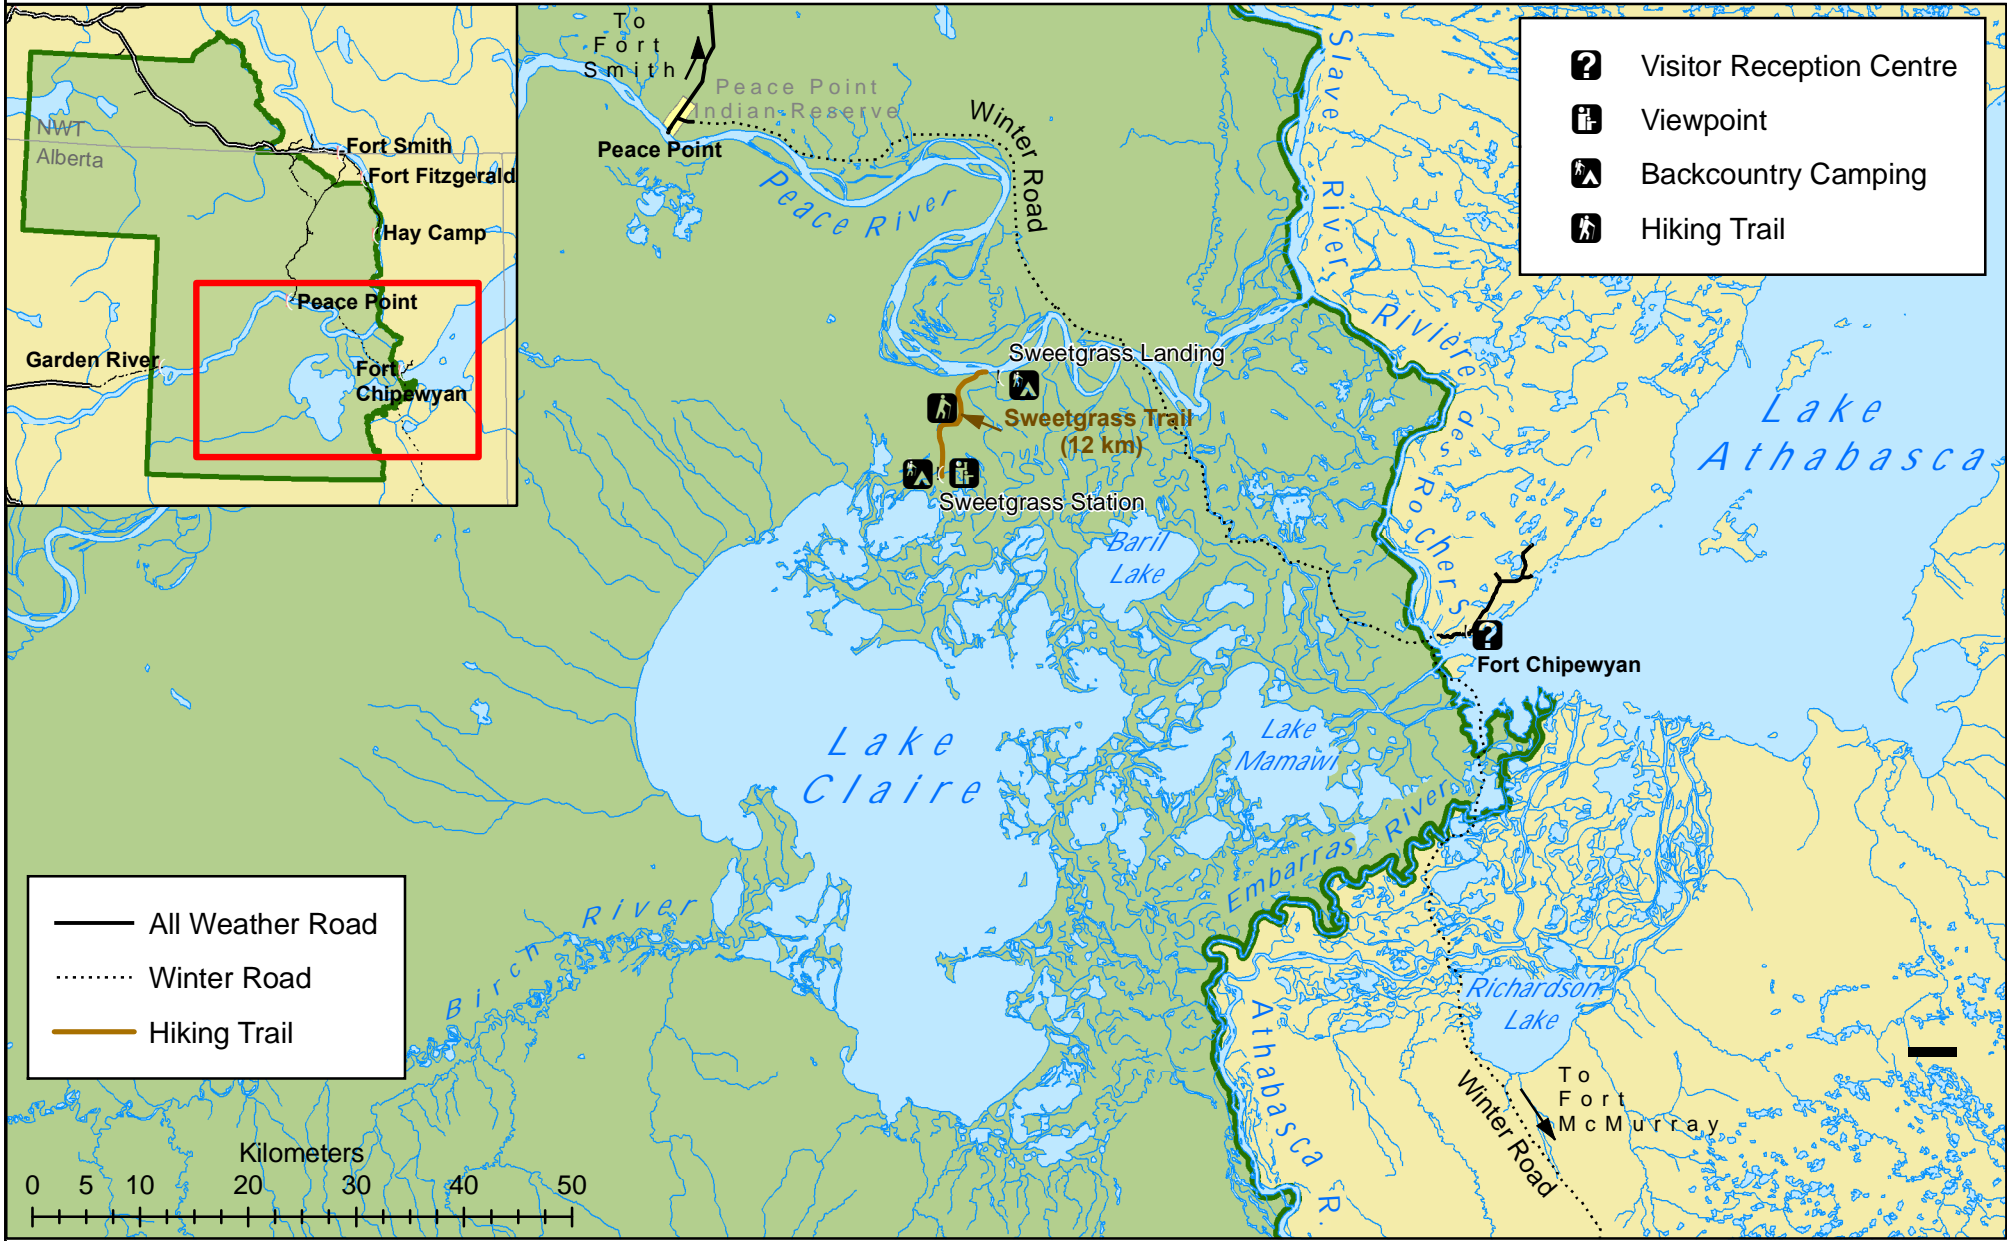 NWT
Alberta
Fort Smith
Fort Fitzgerald
Hay Camp
Peace Point
Garden River
Fort
Chipewyan
To
Fort
Smith
Peace Point
Indian Reserve
Peace Point
Winter Road
Peace River
Slave River
Rivière des Rochers
Visitor Reception Centre
Viewpoint
Backcountry Camping
Hiking Trail
Sweetgrass Landing
Sweetgrass Trail
(12 km)
Sweetgrass Station
Lake
Athabasca
Baril
Lake
Fort Chipewyan
Lake
Claire
Lake
Mamawi
Embarras River
Birch River
Athabasca R.
Richardson
Lake
Winter Road
To
Fort
McMurray
All Weather Road
Winter Road
Hiking Trail
Kilometers
0 5 10 20 30 40 50